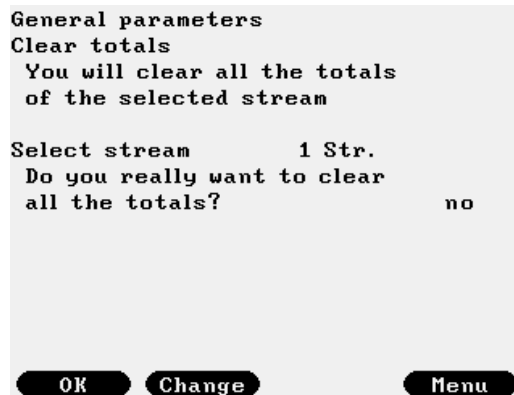 General parameters
Clear totals
You will clear all the totals
of the selected stream
Select stream 1 Str.
Do you really want to clear
all the totals? no
OK Change Menu